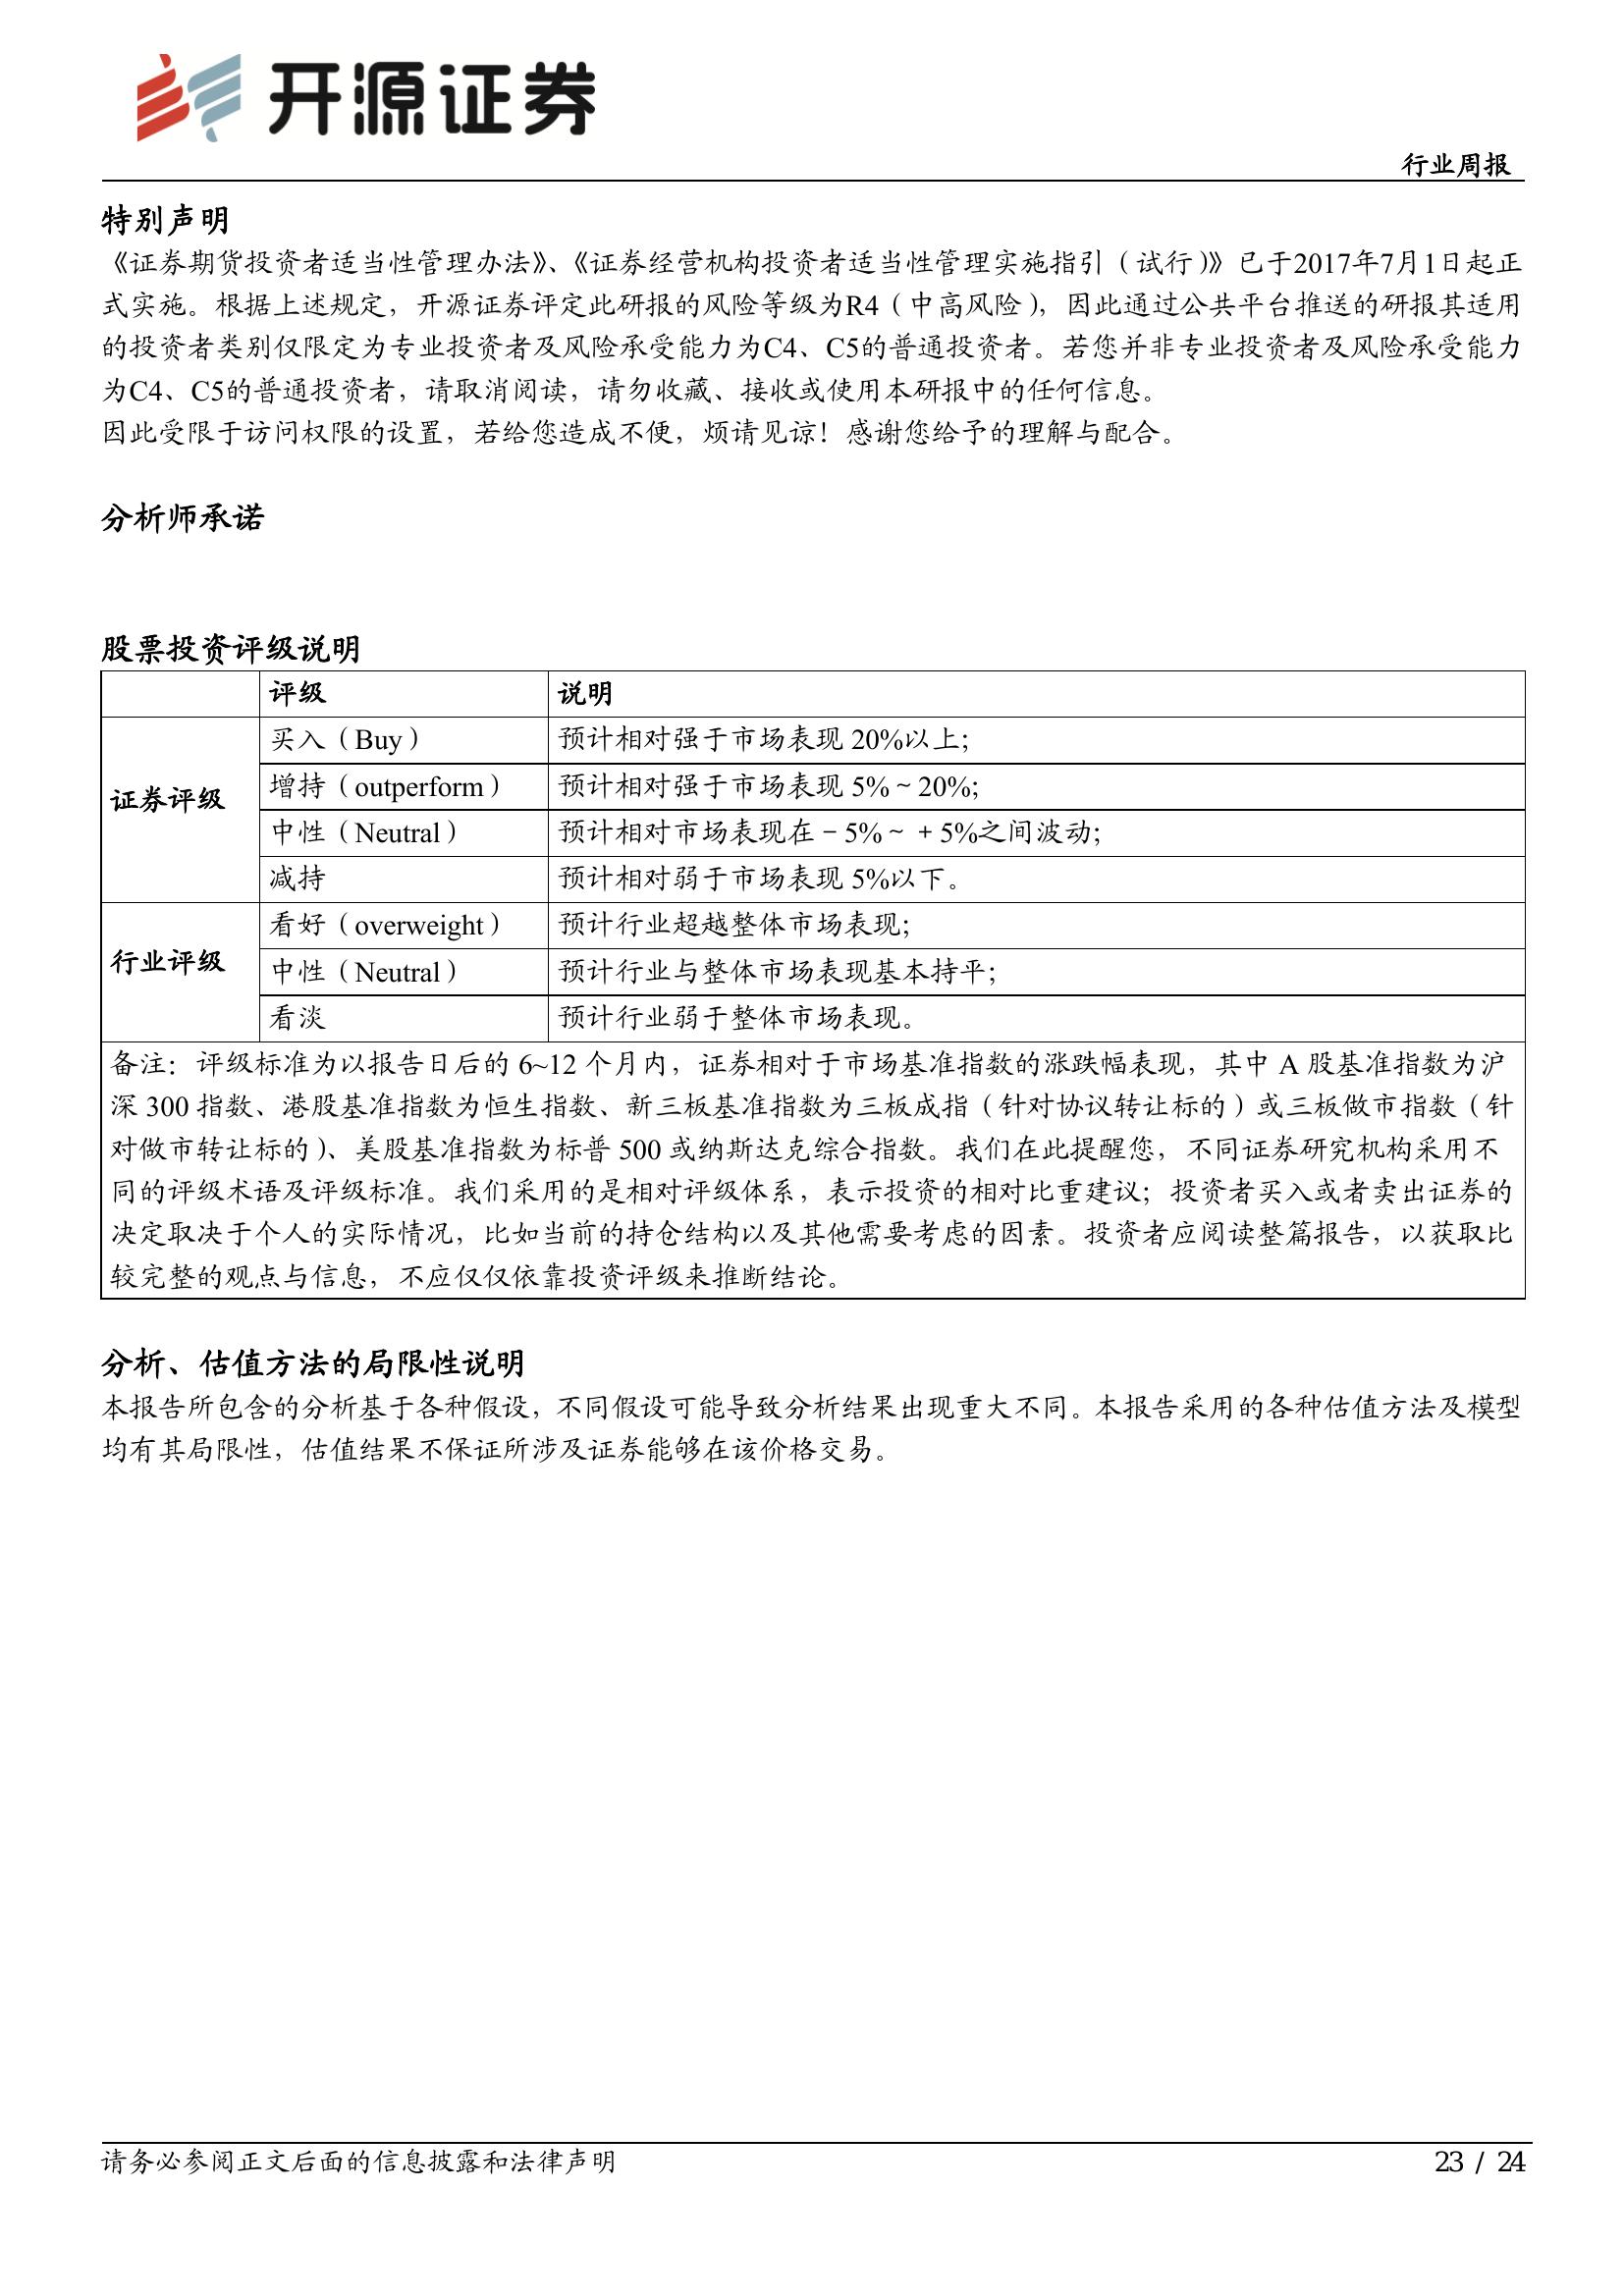 开源证券
行业周报
特别声明
《证券期货投资者适当性管理办法》、《证券经营机构投资者适当性管理实施指引（试行）》已于2017年7月1日起正
式实施。根据上述规定，开源证券评定此研报的风险等级为R4（中高风险），因此通过公共平台推送的研报其适用
的投资者类别仅限定为专业投资者及风险承受能力为C4、C5的普通投资者。若您并非专业投资者及风险承受能力
为C4、C5的普通投资者，请取消阅读，请勿收藏、接收或使用本研报中的任何信息。
因此受限于访问权限的设置，若给您造成不便，烦请见谅！感谢您给予的理解与配合。
分析师承诺
股票投资评级说明
评级 说明
证券评级
买入（Buy） 预计相对强于市场表现 20%以上；
增持（outperform） 预计相对强于市场表现 5%～20%；
中性（Neutral） 预计相对市场表现在－5%～＋5%之间波动；
减持 预计相对弱于市场表现 5%以下。
行业评级
看好（overweight） 预计行业超越整体市场表现；
中性（Neutral） 预计行业与整体市场表现基本持平；
看淡 预计行业弱于整体市场表现。
备注：评级标准为以报告日后的 6~12 个月内，证券相对于市场基准指数的涨跌幅表现，其中 A 股基准指数为沪
深 300 指数、港股基准指数为恒生指数、新三板基准指数为三板成指（针对协议转让标的）或三板做市指数（针
对做市转让标的）、美股基准指数为标普 500 或纳斯达克综合指数。我们在此提醒您，不同证券研究机构采用不
同的评级术语及评级标准。我们采用的是相对评级体系，表示投资的相对比重建议；投资者买入或者卖出证券的
决定取决于个人的实际情况，比如当前的持仓结构以及其他需要考虑的因素。投资者应阅读整篇报告，以获取比
较完整的观点与信息，不应仅仅依靠投资评级来推断结论。
分析、估值方法的局限性说明
本报告所包含的分析基于各种假设，不同假设可能导致分析结果出现重大不同。本报告采用的各种估值方法及模型
均有其局限性，估值结果不保证所涉及证券能够在该价格交易。
请务必参阅正文后面的信息披露和法律声明
23 / 24